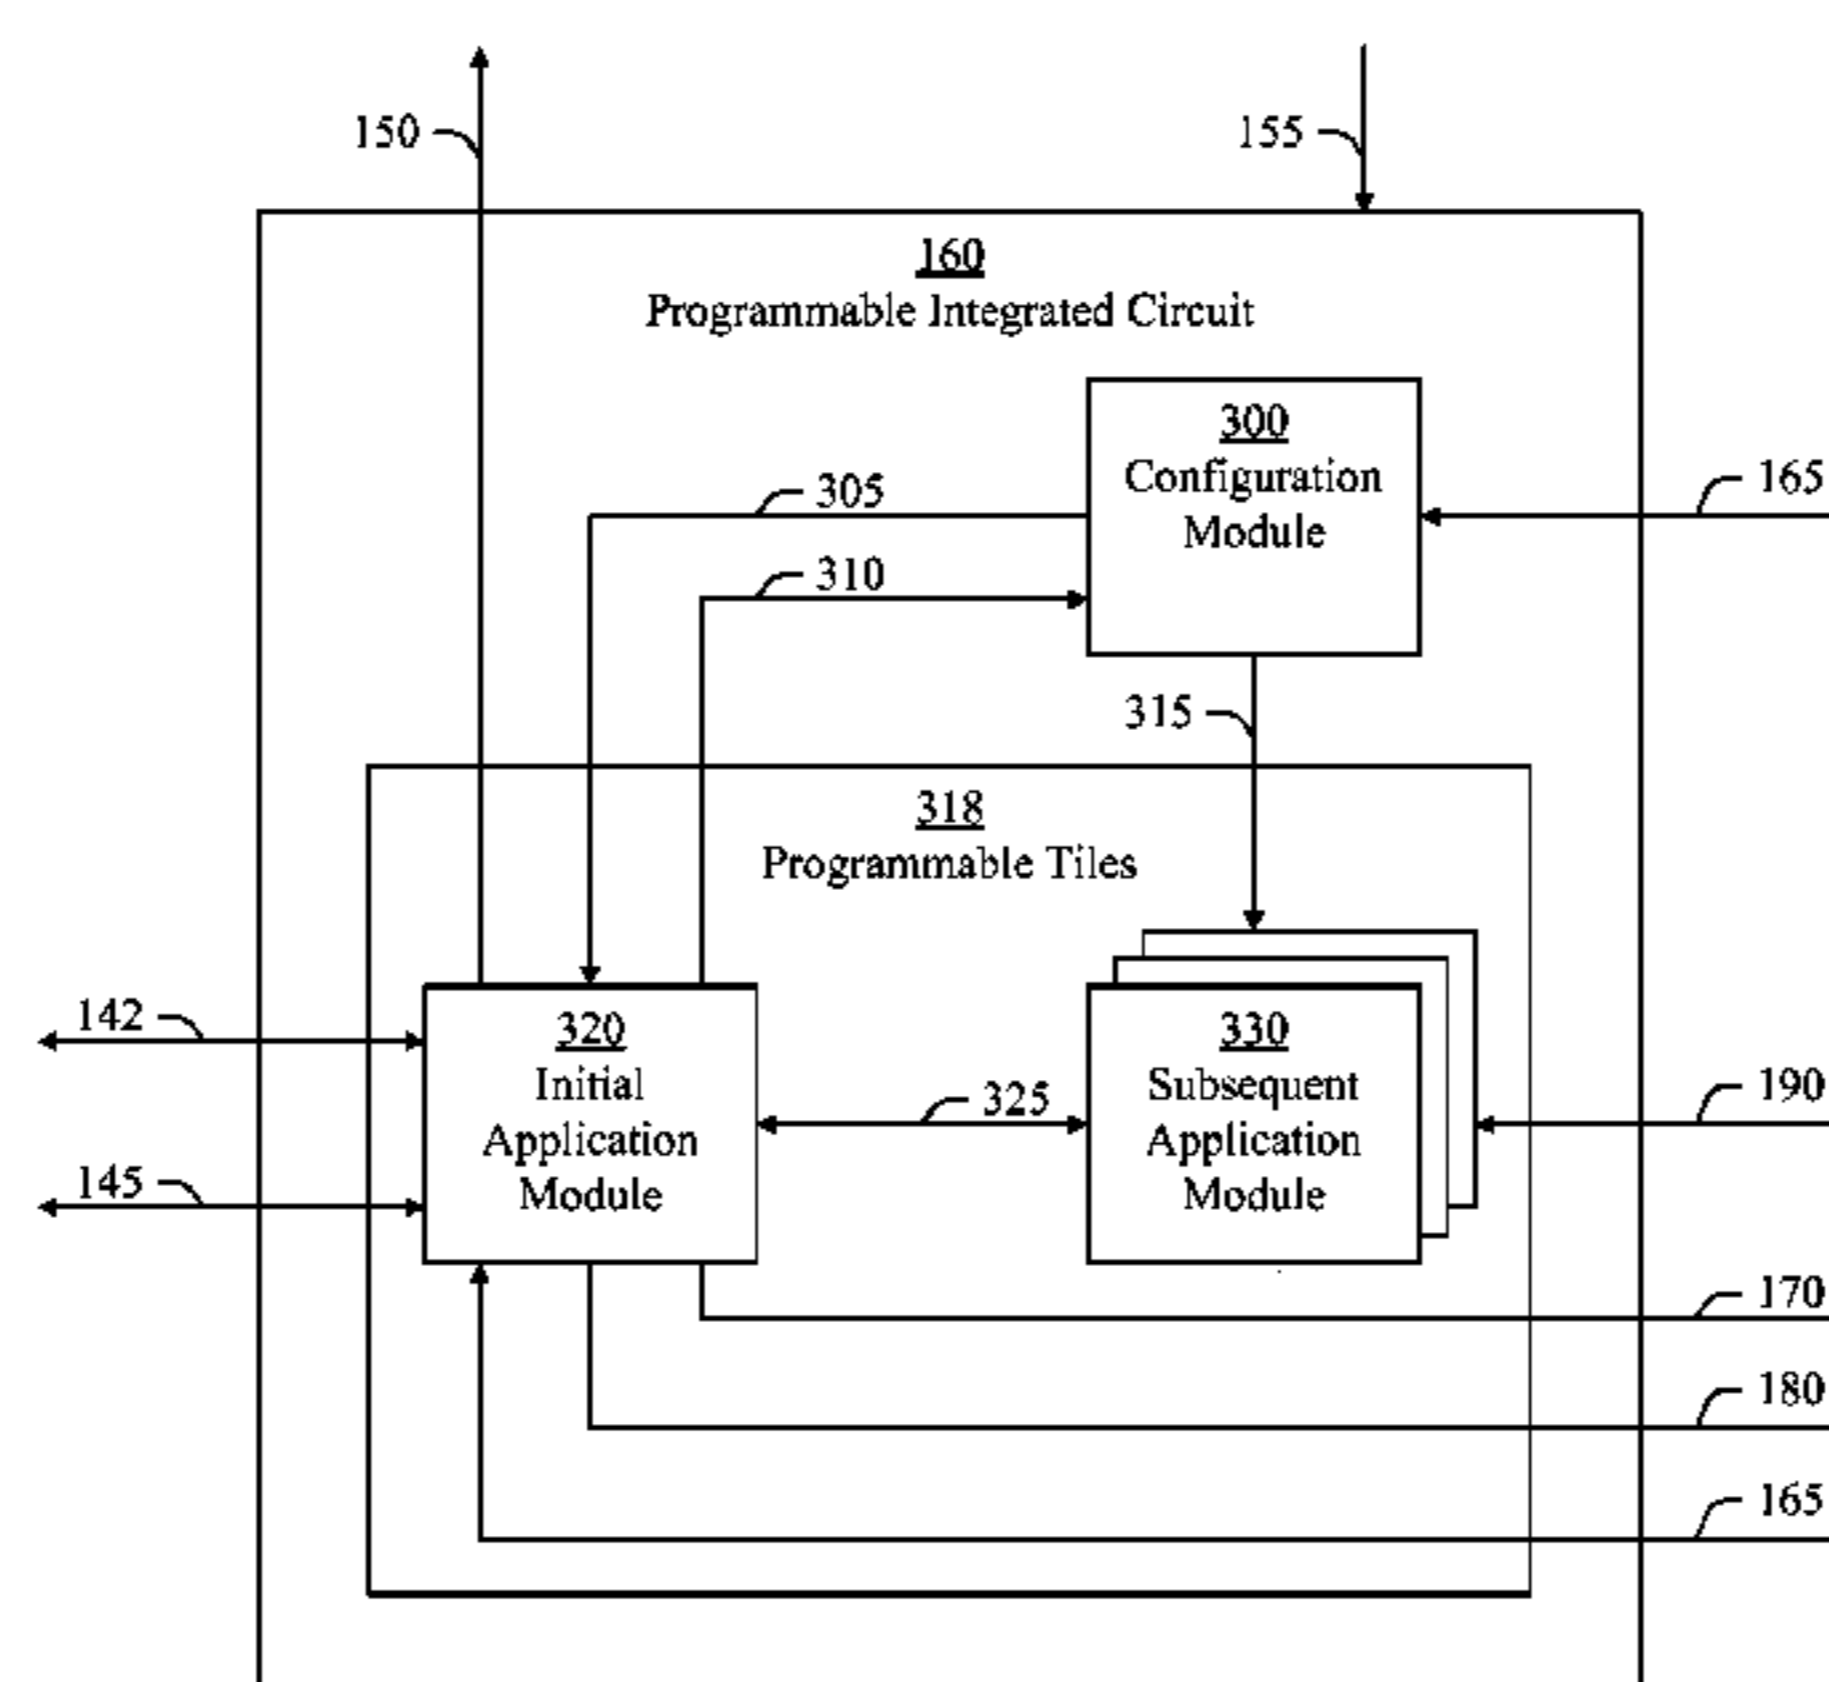 150
155
160
Programmable Integrated Circuit
300
Configuration
Module
165
305
310
315
318
Programmable Tiles
142
320
Initial
Application
Module
145
325
330
Subsequent
Application
Module
190
170
180
165